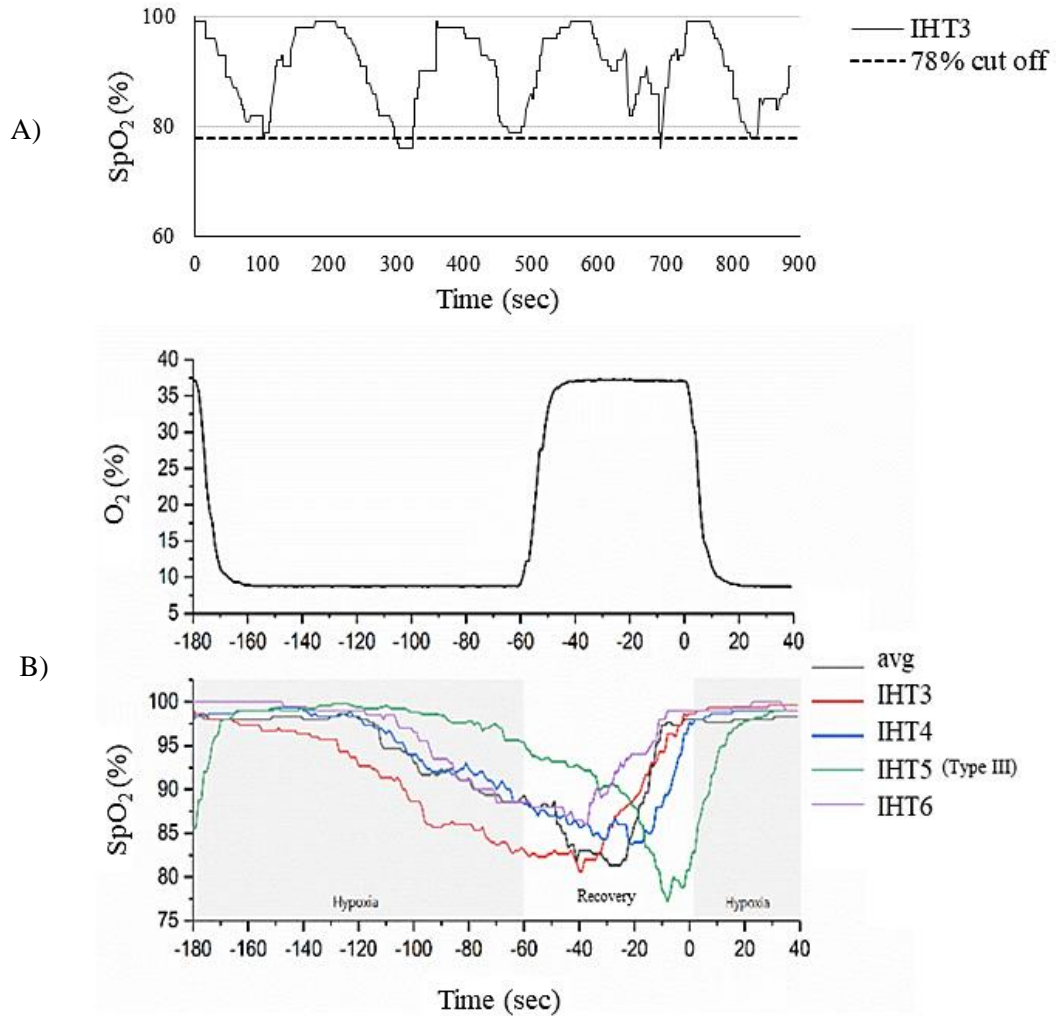 A)
SpO2 (%)
100
80
60
0 100 200 300 400 500 600 700 800 900
Time (sec)
IHT3
78% cut off
B)
O2 (%)
40
35
30
25
20
15
10
5
-180 -160 -140 -120 -100 -80 -60 -40 -20 0 20 40
SpO2 (%)
100
95
90
85
80
75
Hypoxia
Recovery
Hypoxia
-180 -160 -140 -120 -100 -80 -60 -40 -20 0 20 40
Time (sec)
avg
IHT3
IHT4
IHT5 (Type III)
IHT6